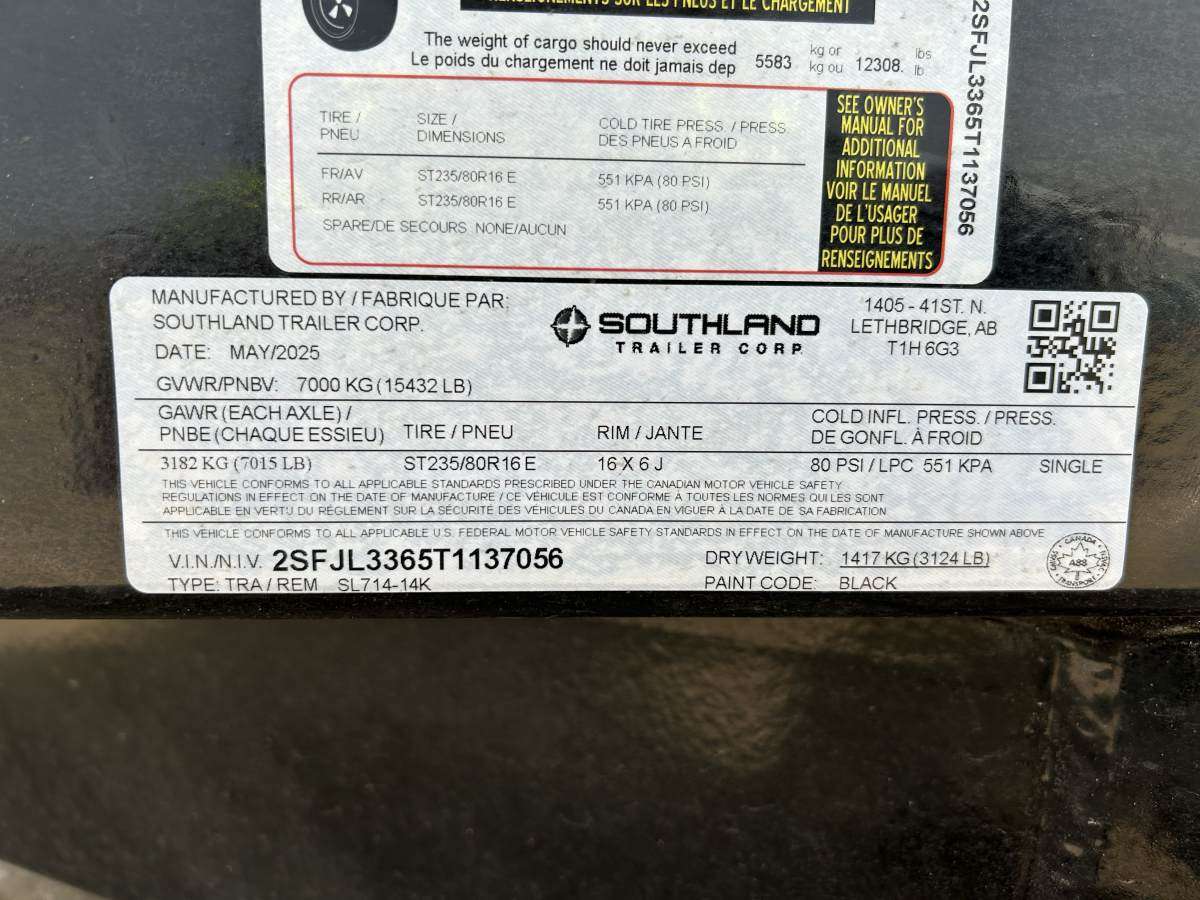 RENSEIGNEMENTS SUR LES PNEUS ET LE CHARGEMENT
The weight of cargo should never exceed
Le poids du chargement ne doit jamais dep
5583 kg or 12308. lbs
kg ou lb
TIRE / SIZE / COLD TIRE PRESS. / PRESS.
PNEU DIMENSIONS DES PNEUS A FROID
FR/AV ST235/80R16 E 551 KPA (80 PSI)
RR/AR ST235/80R16 E 551 KPA (80 PSI)
SPARE/DE SECOURS NONE/AUCUN
SEE OWNER'S
MANUAL FOR
ADDITIONAL
INFORMATION
VOIR LE MANUEL
DE L'USAGER
POUR PLUS DE
RENSEIGNEMENTS
2SFJL3365T1137056
MANUFACTURED BY / FABRIQUE PAR:
SOUTHLAND TRAILER CORP.
DATE: MAY/2025
GVWR/PNBV: 7000 KG (15432 LB)
SOUTHLAND
TRAILER CORP
1405 - 41ST. N.
LETHBRIDGE, AB
T1H 6G3
GAWR (EACH AXLE) / COLD INFL. PRESS. / PRESS.
PNBE (CHAQUE ESSIEU) TIRE / PNEU RIM / JANTE DE GONFL. À FROID
3182 KG (7015 LB) ST235/80R16 E 16 X 6 J 80 PSI / LPC 551 KPA SINGLE
THIS VEHICLE CONFORMS TO ALL APPLICABLE STANDARDS PRESCRIBED UNDER THE CANADIAN MOTOR VEHICLE SAFETY
REGULATIONS IN EFFECT ON THE DATE OF MANUFACTURE / CE VÉHICULE EST CONFORME À TOUTES LES NORMES QUI LES SONT
APPLICABLE EN VERTU DU RÈGLEMENT SUR LA SÉCURITÉ DES VÉHICULES DU CANADA EN VIGUER À LA DATE DE SA FABRICATION
THIS VEHICLE CONFORMS TO ALL APPLICABLE U.S. FEDERAL MOTOR VEHICLE SAFETY STANDARDS IN EFFECT ON THE DATE OF MANUFACTURE SHOWN ABOVE
V.I.N./N.I.V. 2SFJL3365T1137056 DRY WEIGHT: 1417 KG (3124 LB)
TYPE: TRA / REM SL714-14K PAINT CODE: BLACK
CANADA
TRANSPORT